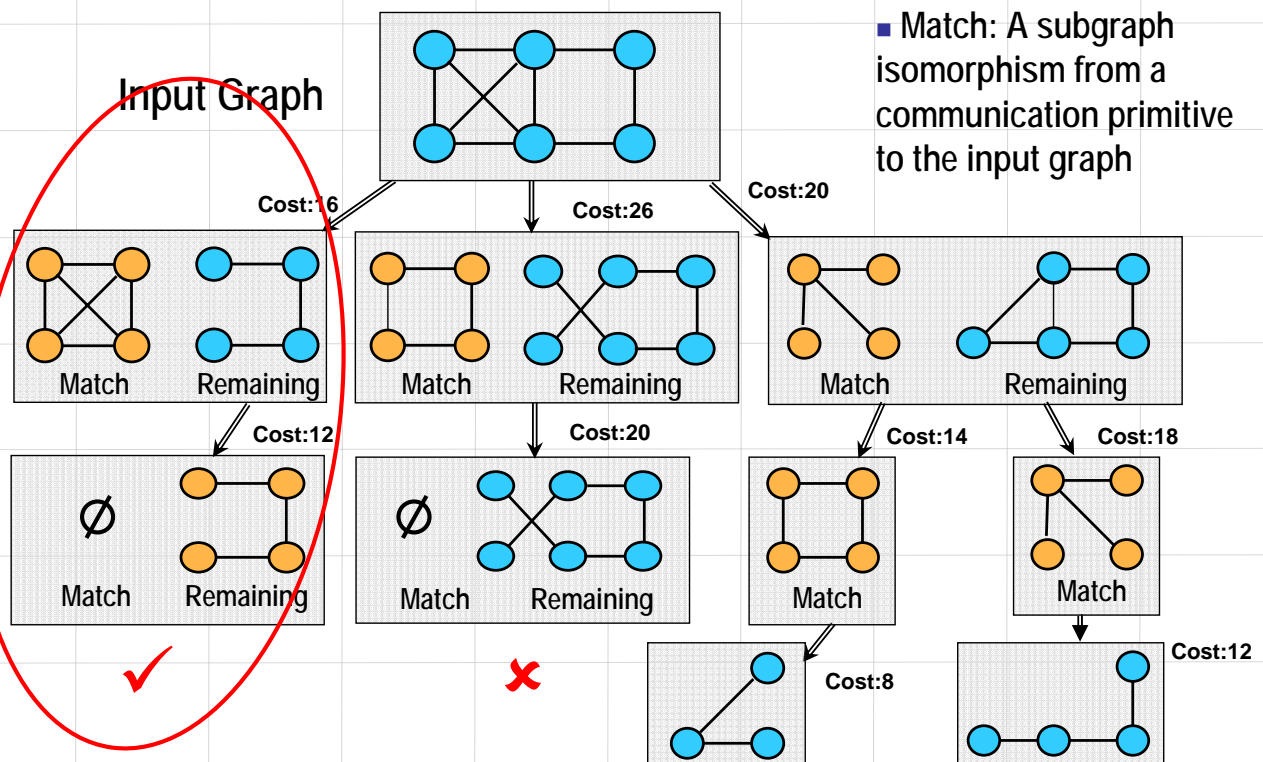 ■ Match: A subgraph
isomorphism from a
communication primitive
to the input graph
Input Graph
Cost:16
Cost:26
Cost:20
Match Remaining
Match Remaining
Match Remaining
Cost:12
Cost:20
Cost:14
Cost:18
∅
∅
Match Remaining
Match Remaining
Match
Match
Cost:8
Cost:12